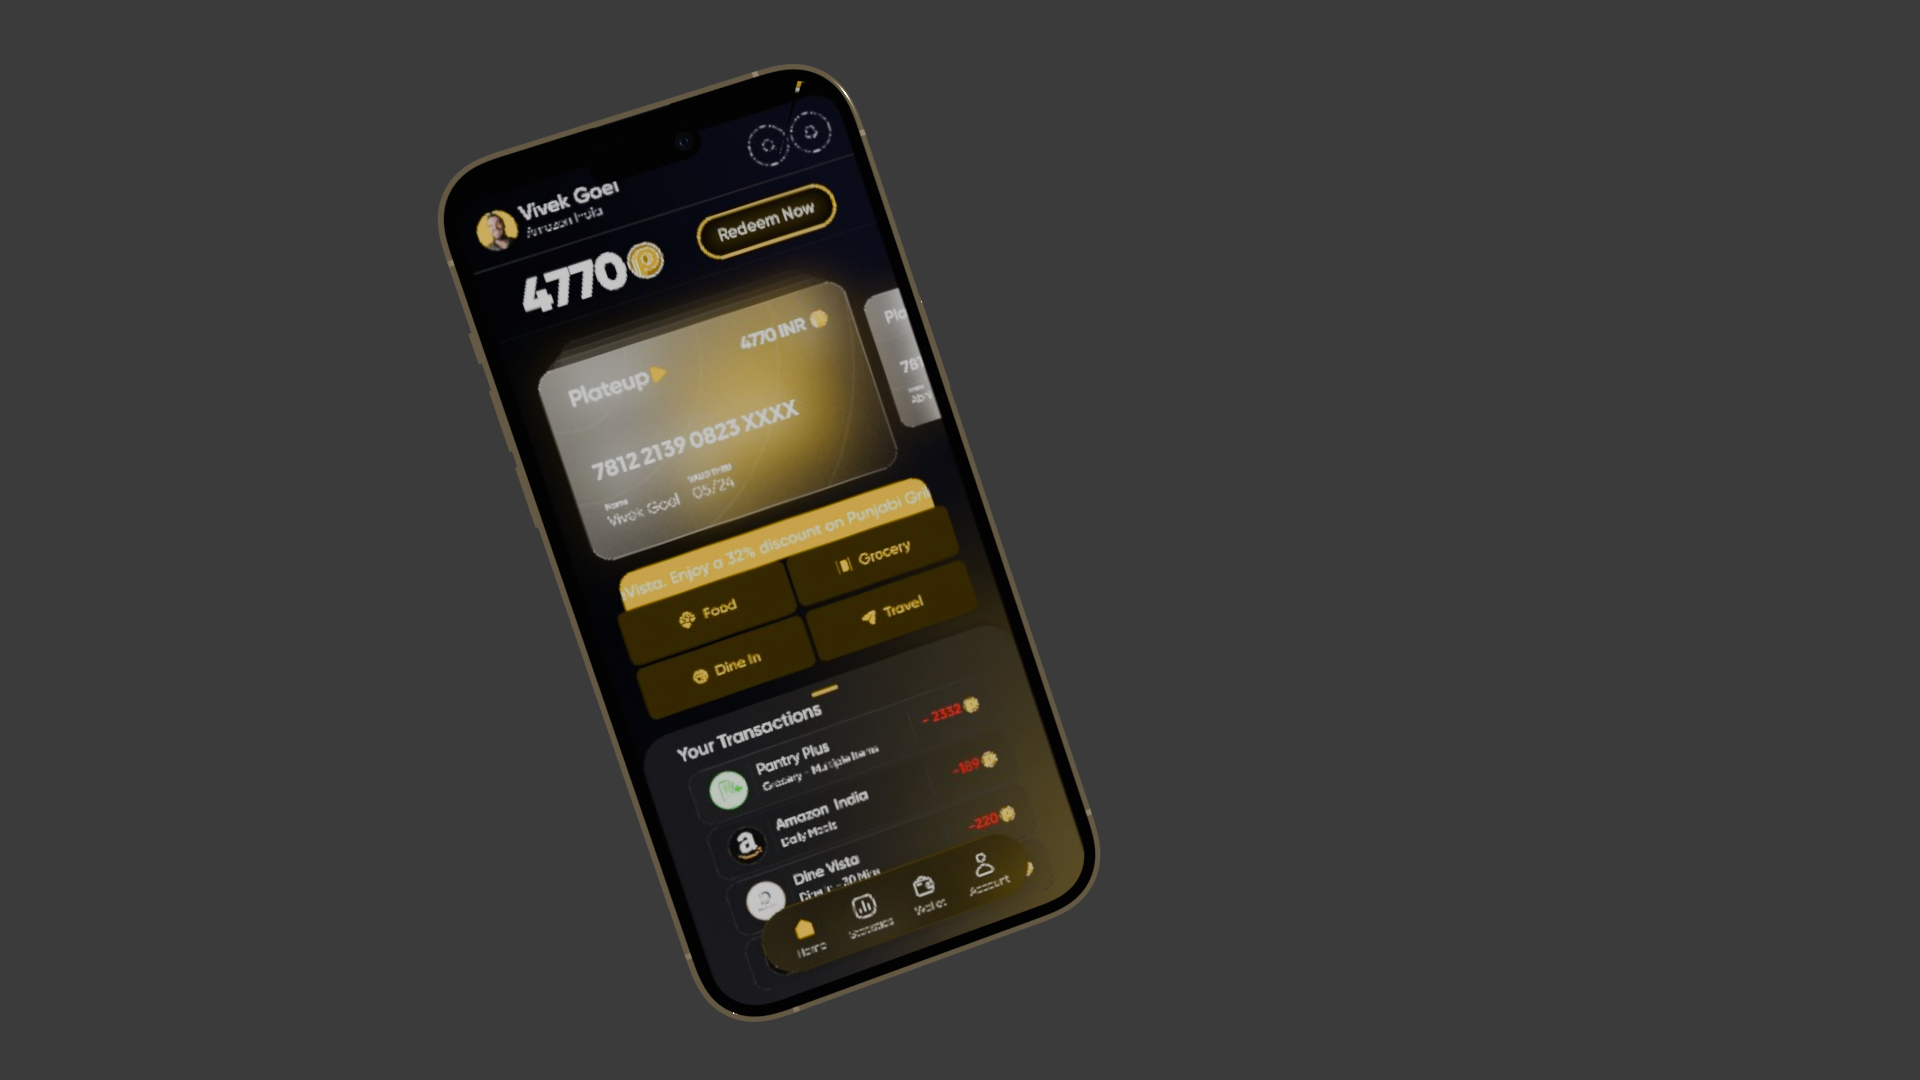 Vivek Goel
Amazon India
4770
Redeem Now
4770 INR
Plateup
7812 2139 0823 XXXX
Name
VALID THRU
Vivek Goel
05/24
Pla
781
Vista. Enjoy a 32% discount on Punjabi Gril
Food
Grocery
Dine In
Travel
Your Transactions
Pantry Plus
Grocery - Multiple Items
- 2332
Amazon India
Daily Meals
-189
Dine Vista
Dine In - 20 Mins
-220
Home
Statistics
Wallet
Account